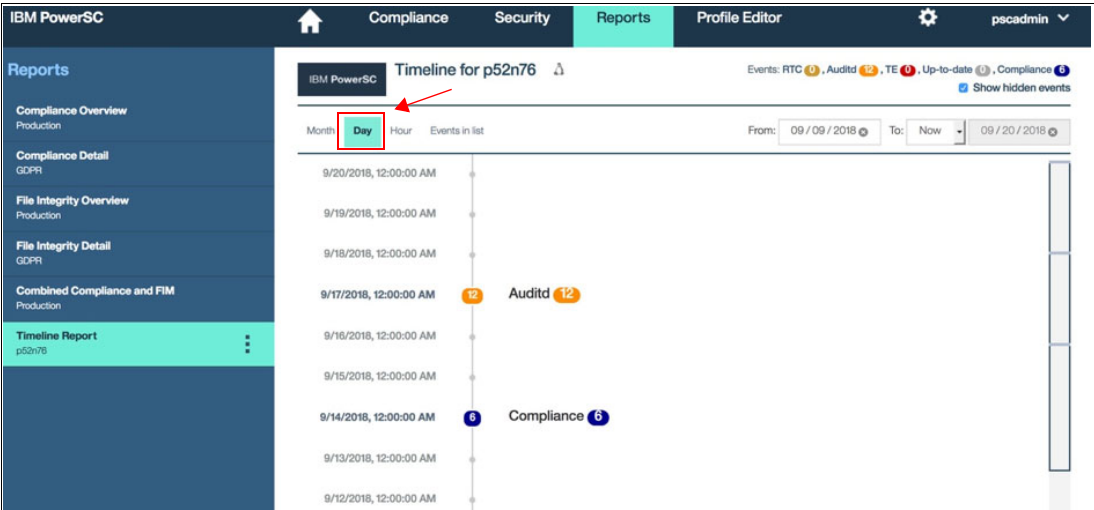 IBM PowerSC
Compliance
Security
Reports
Profile Editor
pscadmin
Reports
Compliance Overview
Production
Compliance Detail
GDPR
File Integrity Overview
Production
File Integrity Detail
GDPR
Combined Compliance and FIM
Production
Timeline Report
p52n76
IBM PowerSC
Timeline for p52n76
Events: RTC 0 , Auditd 12 , TE 0 , Up-to-date 0 , Compliance 6
Show hidden events
Month Day Hour Events in list
From: 09 / 09 / 2018 To: Now 09 / 20 / 2018
9/20/2018, 12:00:00 AM
9/19/2018, 12:00:00 AM
9/18/2018, 12:00:00 AM
9/17/2018, 12:00:00 AM 12 Auditd 12
9/16/2018, 12:00:00 AM
9/15/2018, 12:00:00 AM
9/14/2018, 12:00:00 AM 6 Compliance 6
9/13/2018, 12:00:00 AM
9/12/2018, 12:00:00 AM